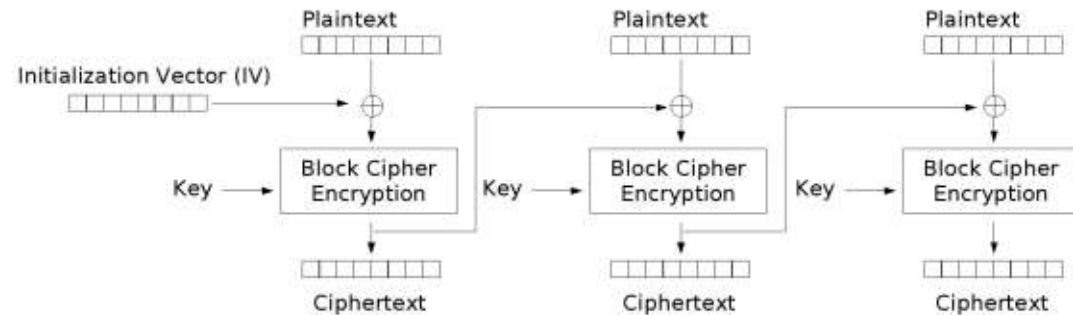 Plaintext
Plaintext
Plaintext
Initialization Vector (IV)
Key
Block Cipher
Encryption
Key
Block Cipher
Encryption
Key
Block Cipher
Encryption
Ciphertext
Ciphertext
Ciphertext